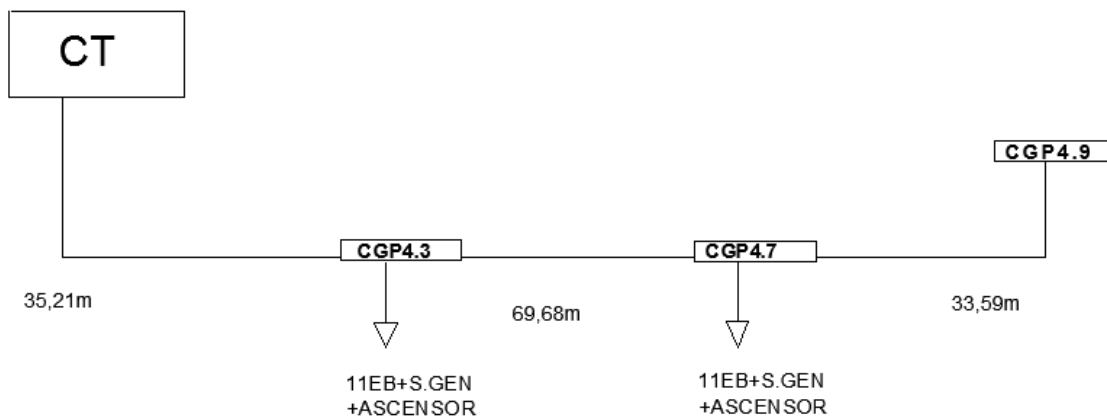 CT
CGP4.9
CGP4.3
CGP4.7
35,21m
69,68m
33,59m
11EB+S.GEN
+ASCENSOR
11EB+S.GEN
+ASCENSOR